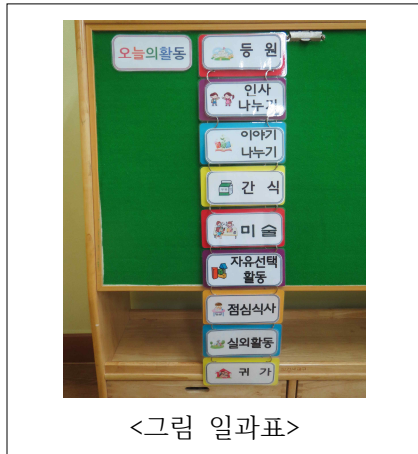 오늘의활동
등 원
인사
나누기
이야기
나누기
간 식
미 술
자유선택
활동
점심식사
실외활동
귀 가
<그림 일과표>